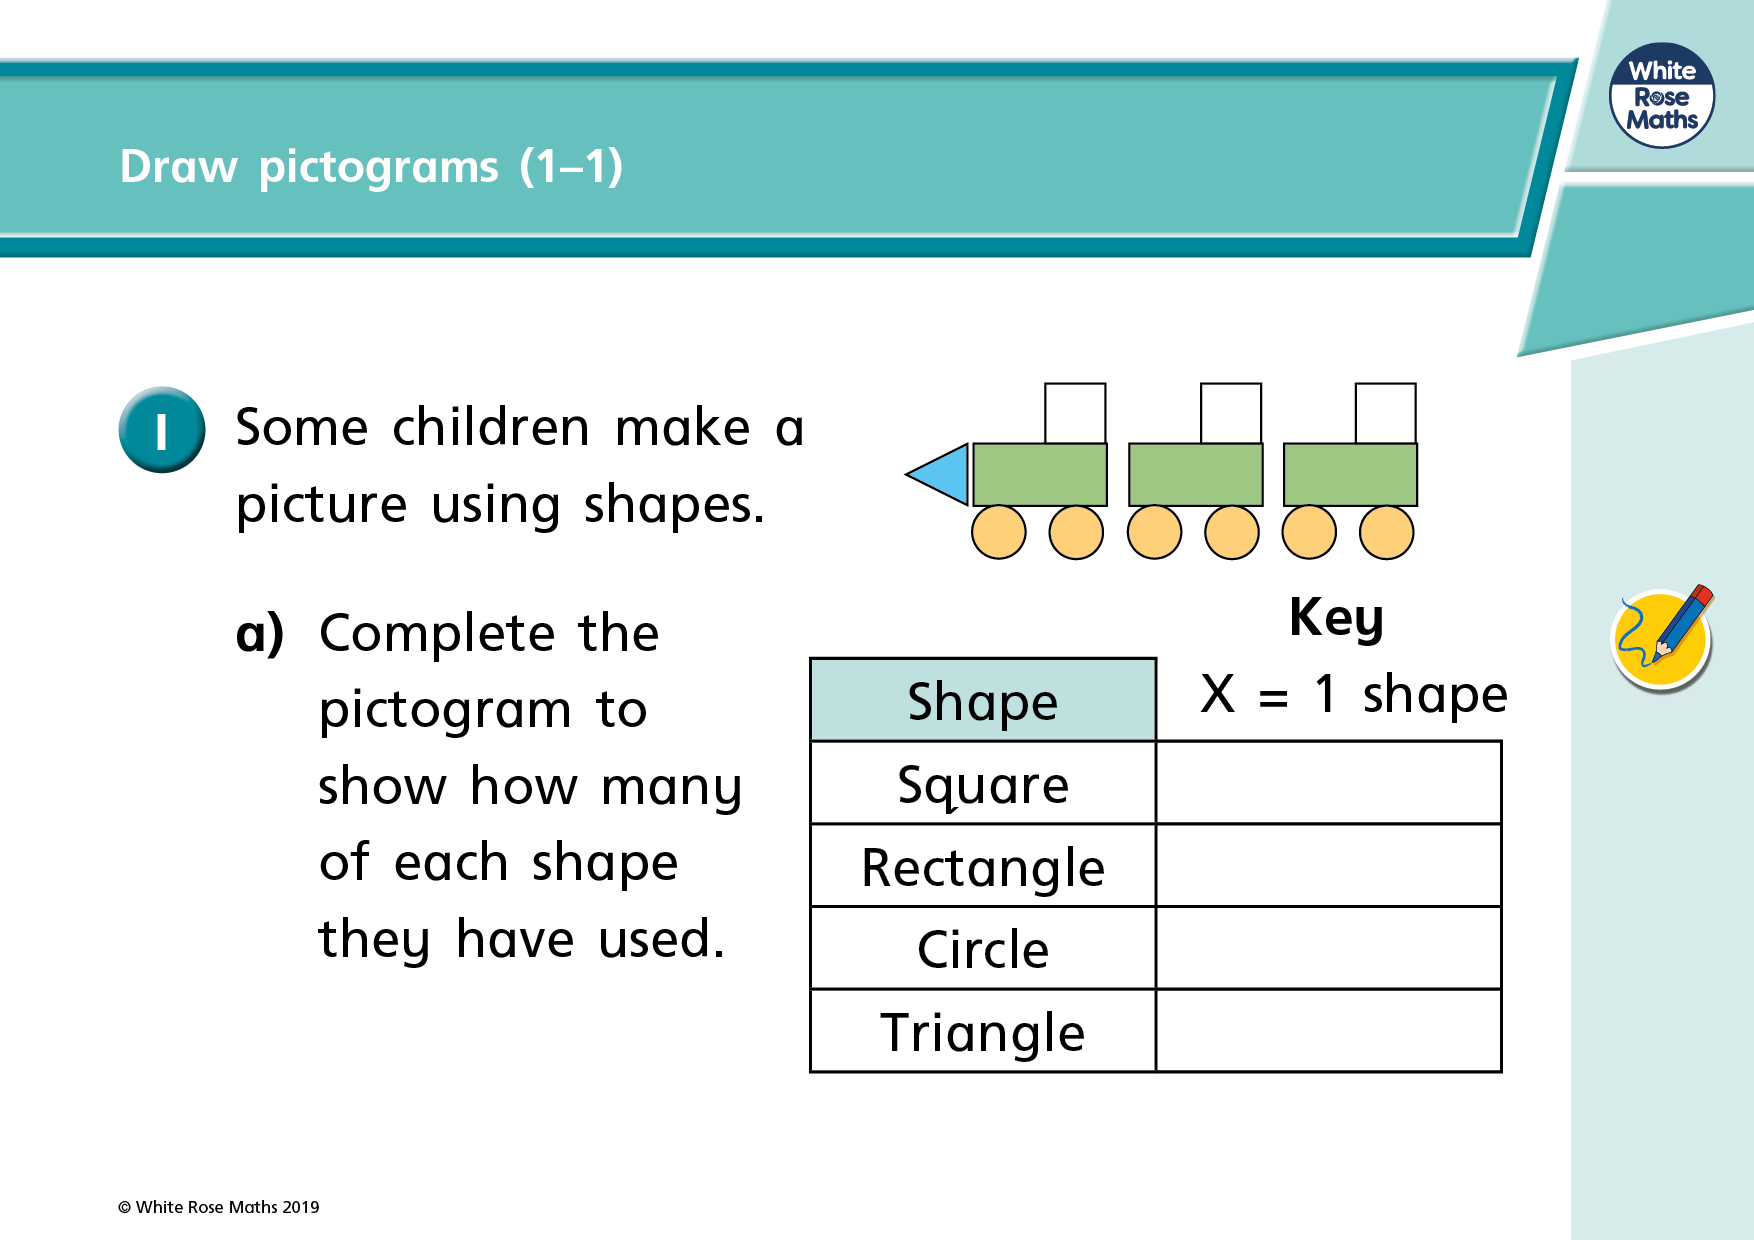 Draw pictograms (1–1)
White
Rose
Maths
1 Some children make a
picture using shapes.
a) Complete the
pictogram to
show how many
of each shape
they have used.
Key
X = 1 shape
Shape
Square
Rectangle
Circle
Triangle
© White Rose Maths 2019